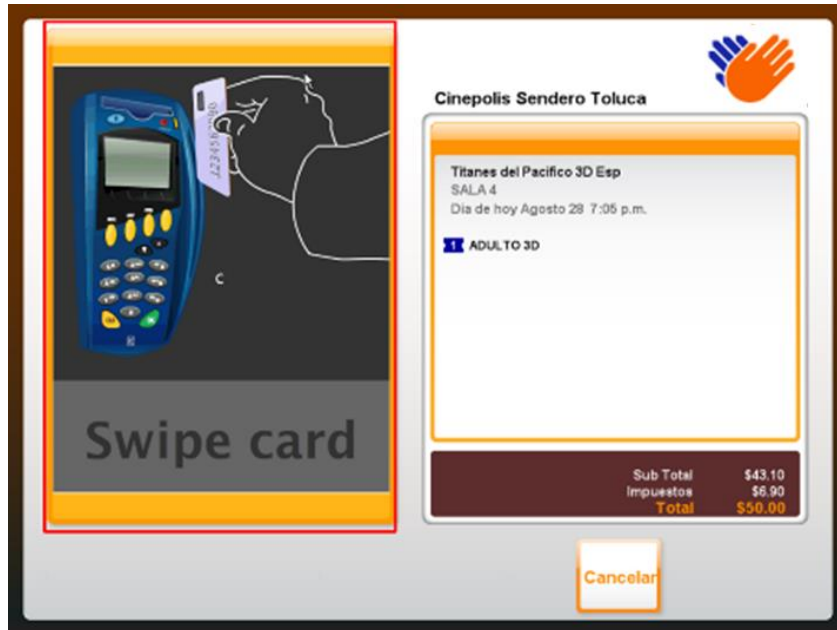 1234567890
C
Swipe card
Cinepolis Sendero Toluca
Titanes del Pacifico 3D Esp
SALA 4
Dia de hoy Agosto 28 7:05 p.m.
1 ADULTO 3D
Sub Total $43.10
Impuestos $6.90
Total $50.00
Cancelar